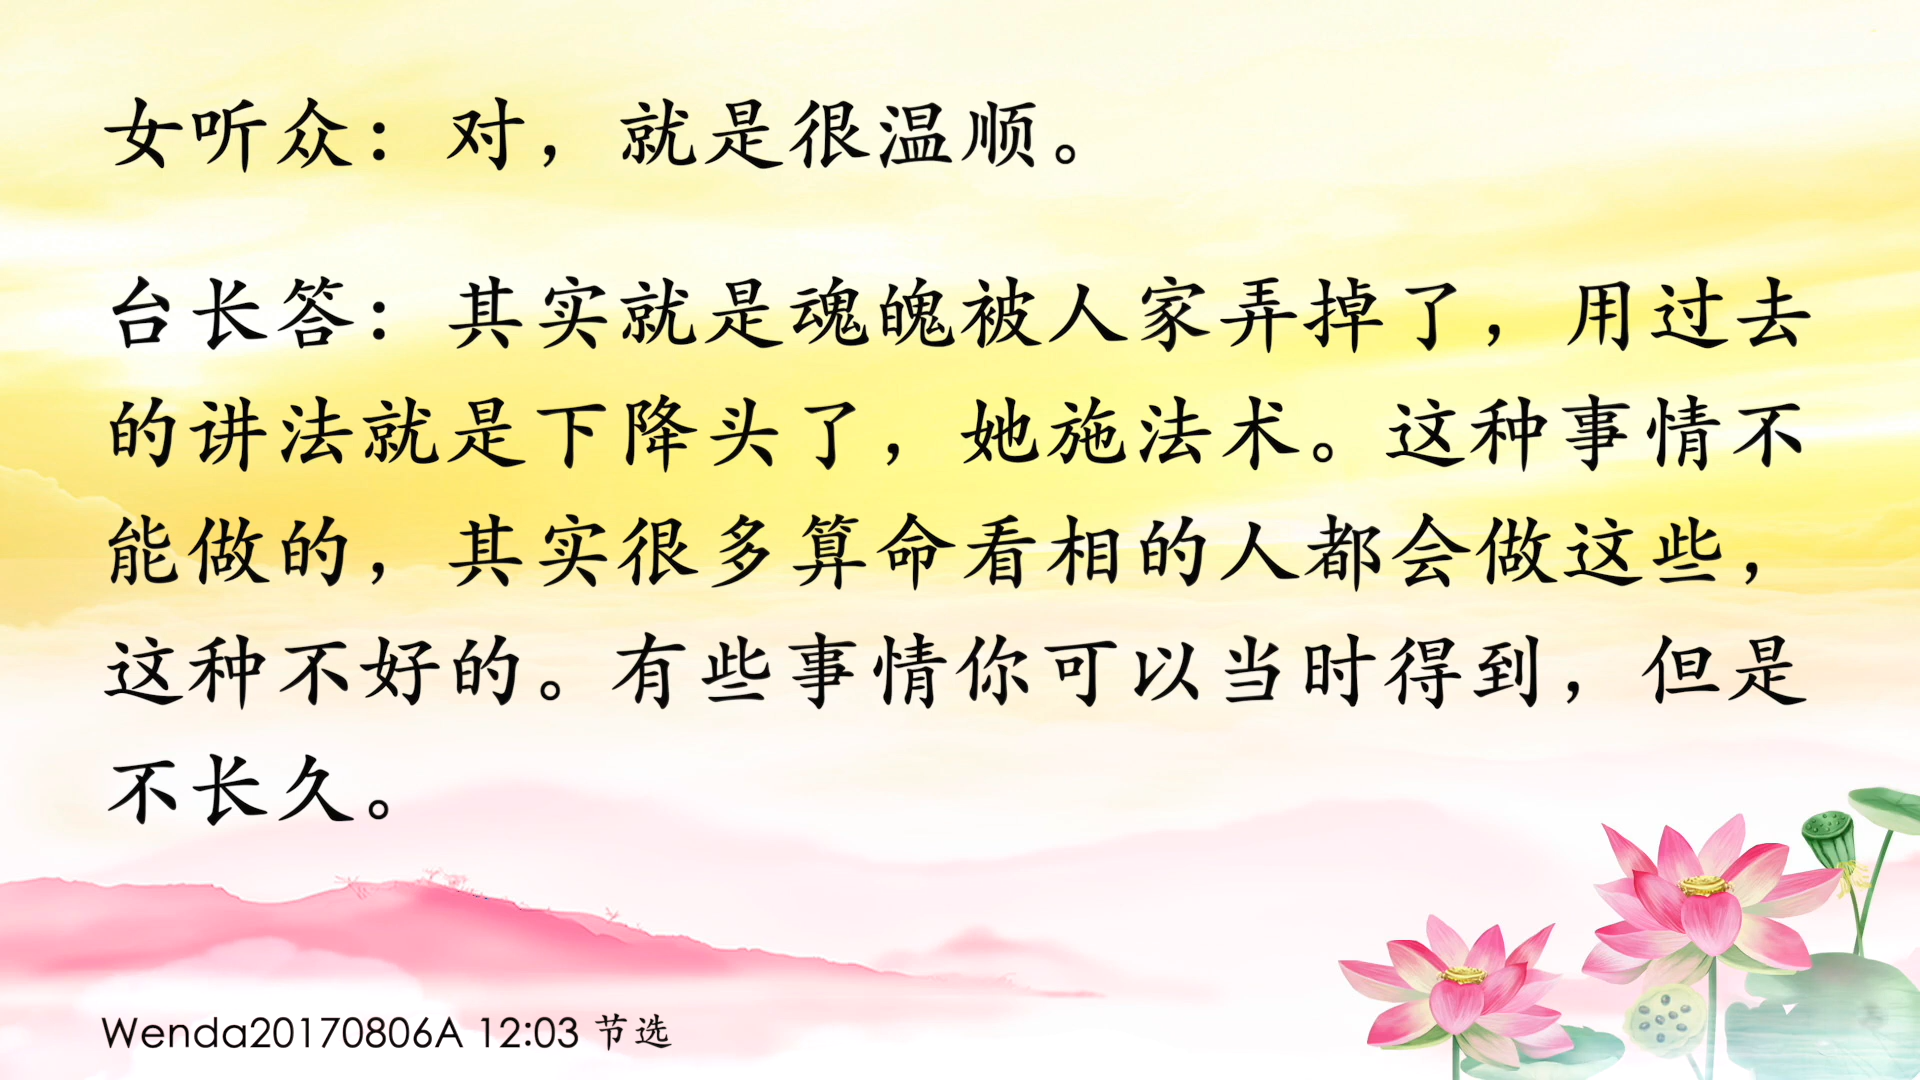 女听众：对，就是很温顺。
台长答：其实就是魂魄被人家弄掉了，用过去
的讲法就是下降头了，她施法术。这种事情不
能做的，其实很多算命看相的人都会做这些，
这种不好的。有些事情你可以当时得到，但是
不长久。
Wenda20170806A 12:03 节选